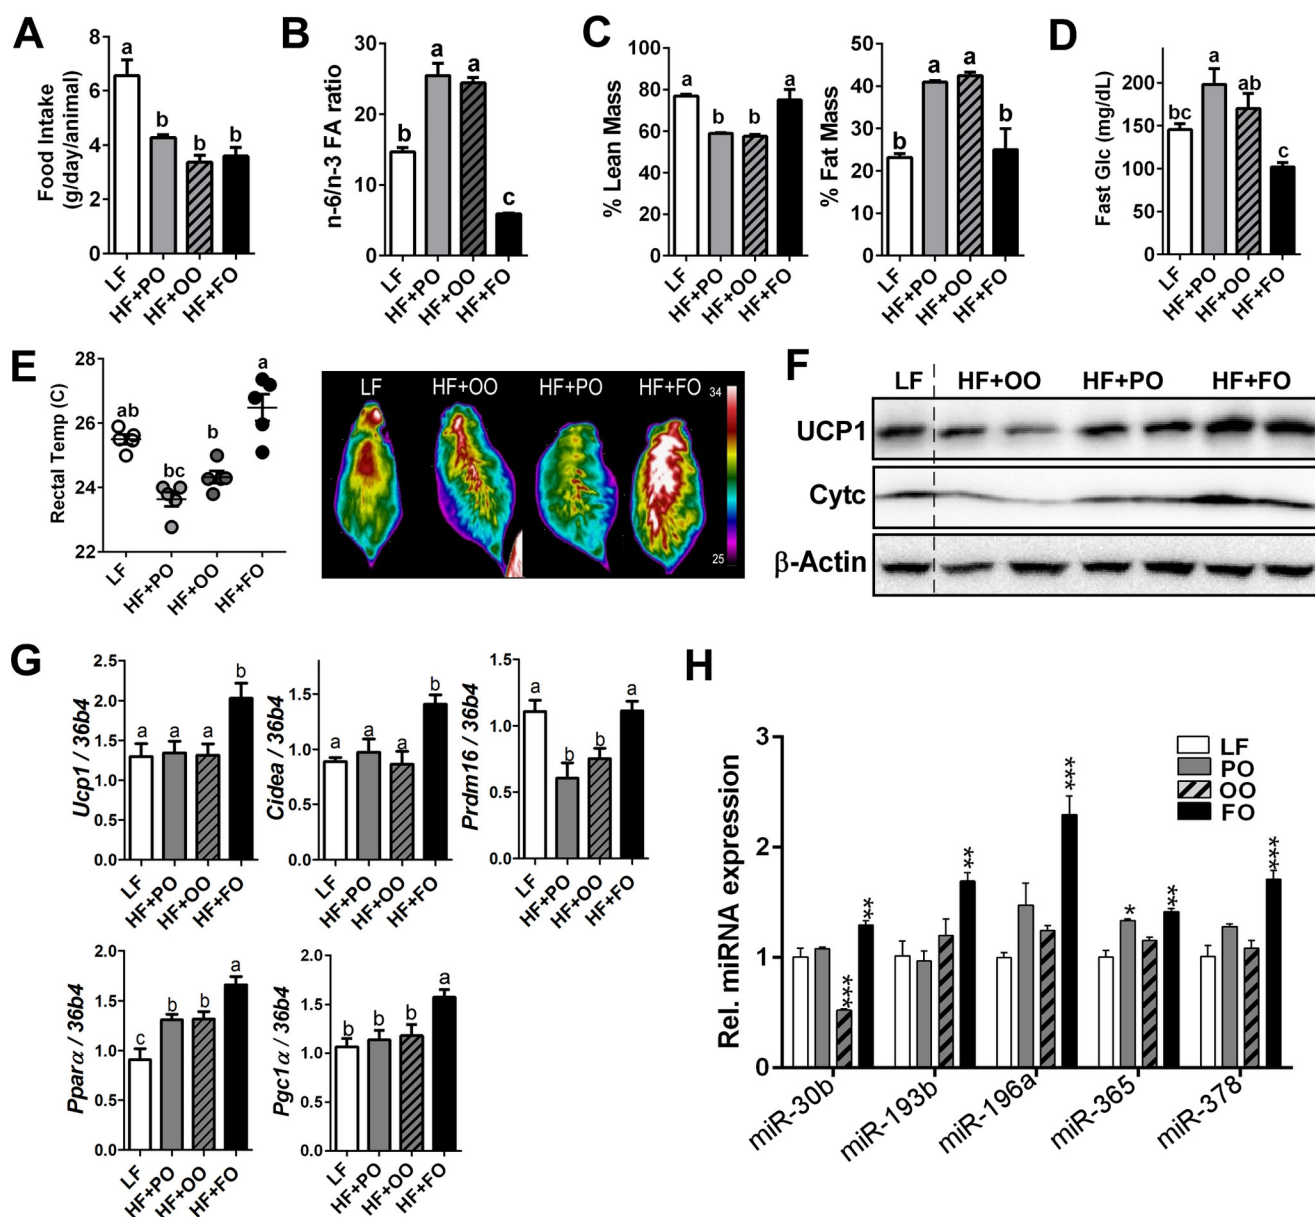 A
Food Intake
(g/day/animal)
8
6
4
2
0
a
b
b
b
LF
HF+PO
HF+OO
HF+FO
B
n-6/n-3 FA ratio
30
20
10
0
b
a
a
c
LF
HF+PO
HF+OO
HF+FO
C
% Lean Mass
100
80
60
40
20
0
a
b
b
a
LF
HF+PO
HF+OO
HF+FO
% Fat Mass
50
40
30
20
10
0
b
a
a
b
LF
HF+PO
HF+OO
HF+FO
D
Fast Glc (mg/dL)
200
150
100
50
0
bc
a
ab
c
LF
HF+PO
HF+OO
HF+FO
E
Rectal Temp (C)
28
26
24
22
ab
bc
b
a
LF
HF+PO
HF+OO
HF+FO
LF
HF+OO
HF+PO
HF+FO
34
25
F
LF
HF+OO
HF+PO
HF+FO
UCP1
Cytc
β-Actin
G
Ucp1 / 36b4
2.5
2.0
1.5
1.0
0.5
0.0
a
a
a
b
LF
HF+PO
HF+OO
HF+FO
Cidea / 36b4
1.5
1.0
0.5
0.0
a
a
a
b
LF
HF+PO
HF+OO
HF+FO
Prdm16 / 36b4
1.5
1.0
0.5
0.0
a
b
b
a
LF
HF+PO
HF+OO
HF+FO
Pparα / 36b4
2.0
1.5
1.0
0.5
0.0
c
b
b
a
LF
HF+PO
HF+OO
HF+FO
Pgc1α / 36b4
2.0
1.5
1.0
0.5
0.0
b
b
b
a
LF
HF+PO
HF+OO
HF+FO
H
Rel. miRNA expression
3
2
1
0
LF
PO
OO
FO
***
**
**
***
*
**
***
miR-30b
miR-193b
miR-196a
miR-365
miR-378